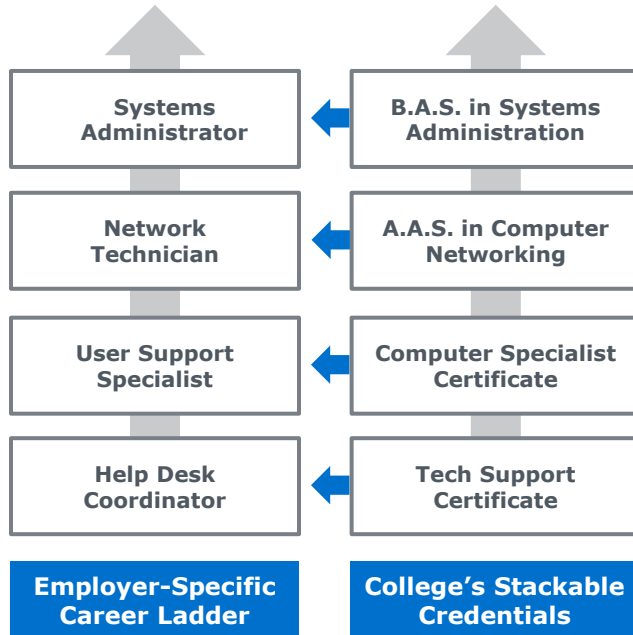 Systems
Administrator
B.A.S. in Systems
Administration
Network
Technician
A.A.S. in Computer
Networking
User Support
Specialist
Computer Specialist
Certificate
Help Desk
Coordinator
Tech Support
Certificate
Employer-Specific
Career Ladder
College's Stackable
Credentials